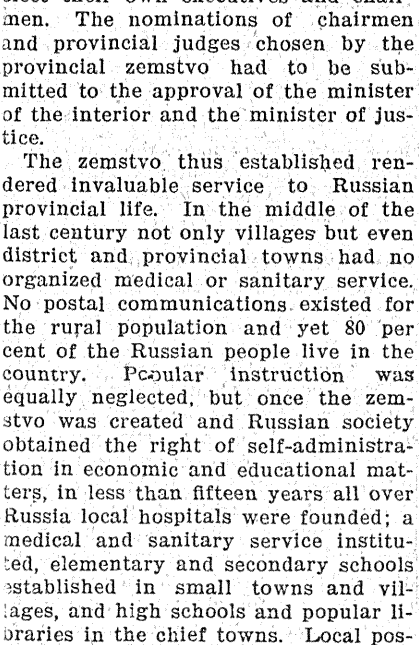 men. The nominations of chairmen
and provincial judges chosen by the
provincial zemstvo had to be sub-
mitted to the approval of the minister
of the interior and the minister of jus-
tice.
The zemstvo thus established ren-
dered invaluable service to Russian
provincial life. In the middle of the
last century not only villages but even
district and provincial towns had no
organized medical or sanitary service.
No postal communications existed for
the rural population and yet 80 per
cent of the Russian people live in the
country. Popular instruction was
equally neglected, but once the zem-
stvo was created and Russian society
obtained the right of self-administra-
tion in economic and educational mat-
ters, in less than fifteen years all over
Russia local hospitals were founded; a
medical and sanitary service institu-
ted, elementary and secondary schools
established in small towns and vil-
lages, and high schools and popular li-
braries in the chief towns. Local pos-